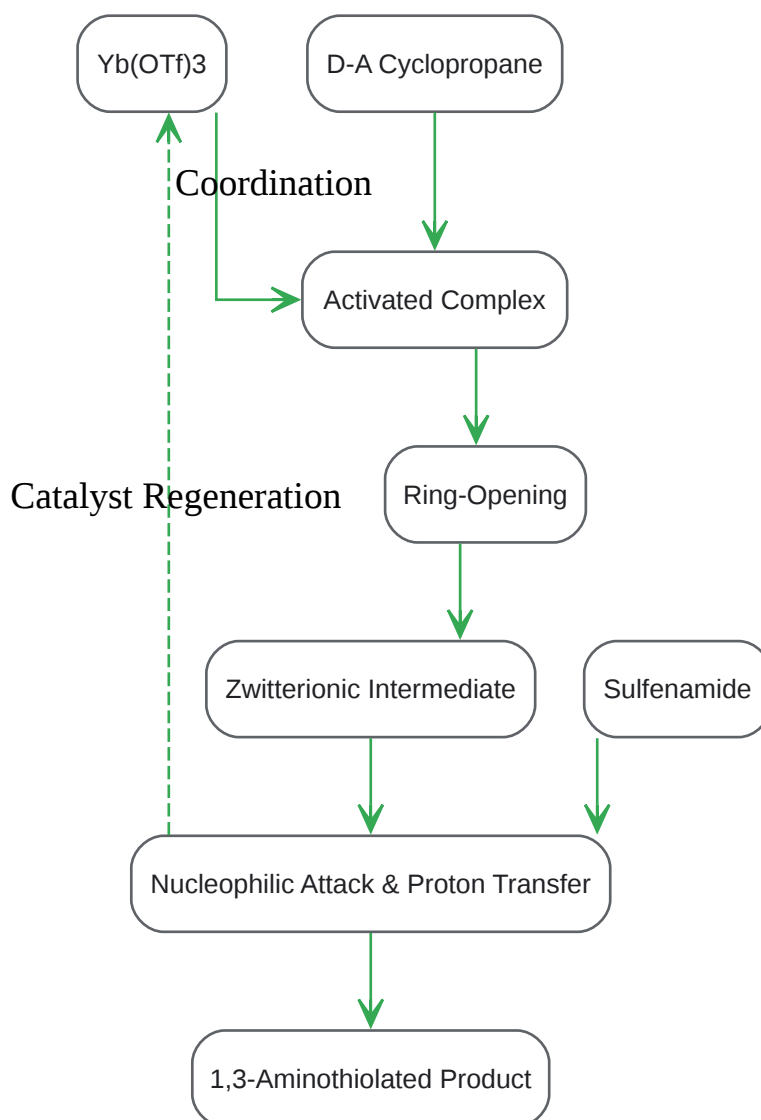 Yb(OTf)3
D-A Cyclopropane
Coordination
Activated Complex
Ring-Opening
Catalyst Regeneration
Zwitterionic Intermediate
Sulfenamide
Nucleophilic Attack & Proton Transfer
1,3-Aminothiolated Product